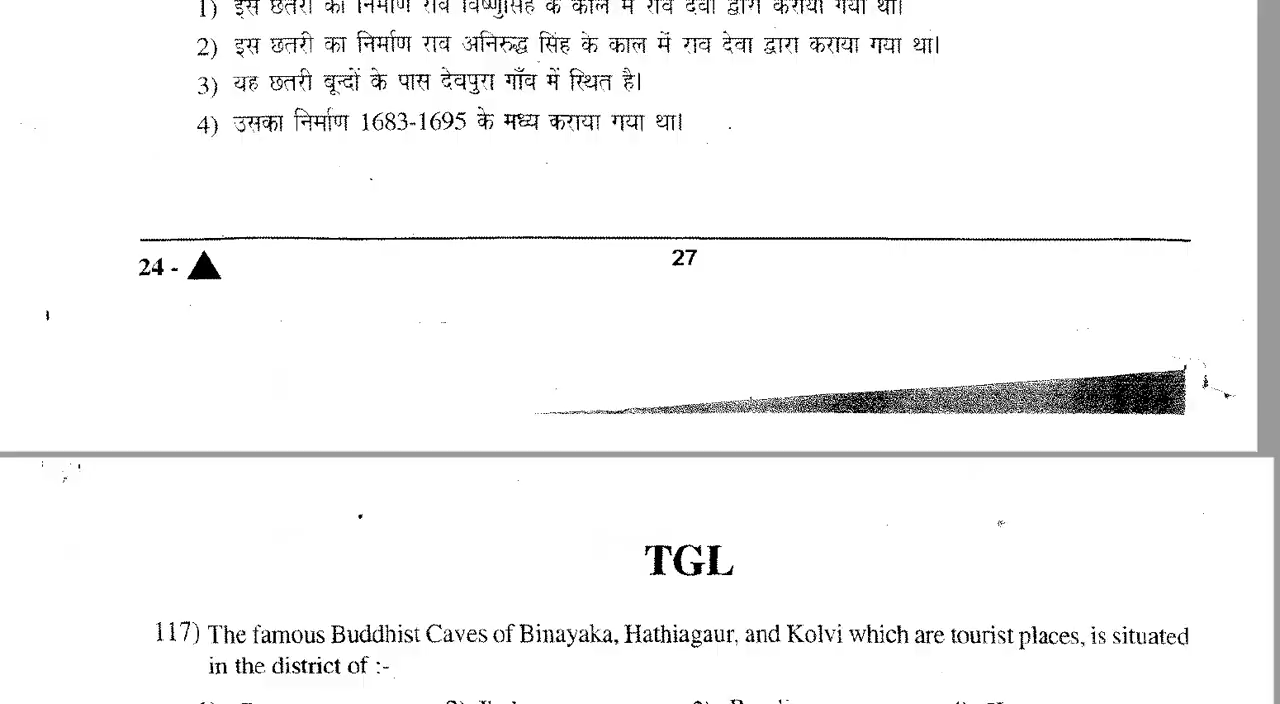 1) इस छतरी का निर्माण राव विष्णुसिंह के काल में राव देवा द्वारा कराया गया था।
2) इस छतरी का निर्माण राव अनिरुद्ध सिंह के काल में राव देवा द्वारा कराया गया था।
3) यह छतरी बून्दी के पास देवपुरा गाँव में स्थित है।
4) उसका निर्माण 1683-1695 के मध्य कराया गया था।
24 - ▲ 27
TGL
117) The famous Buddhist Caves of Binayaka, Hathiagaur, and Kolvi which are tourist places, is situated
in the district of :-